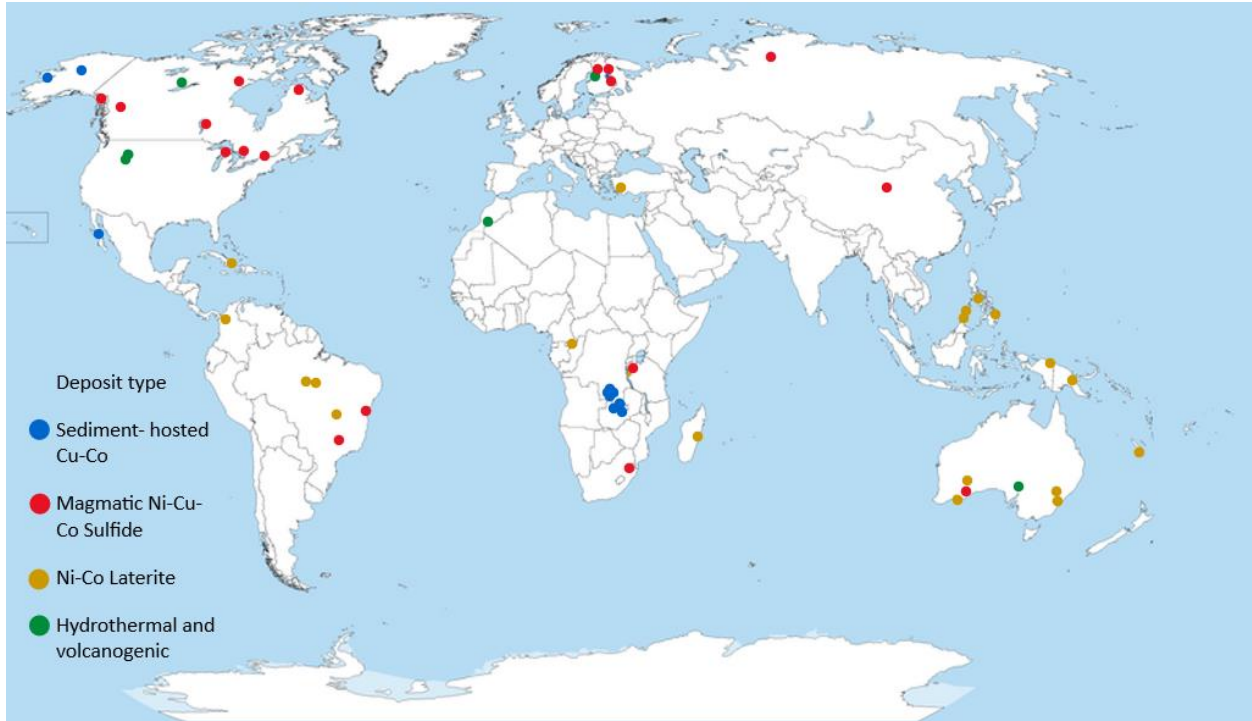 Deposit type
Sediment- hosted
Cu-Co
Magmatic Ni-Cu-
Co Sulfide
Ni-Co Laterite
Hydrothermal and
volcanogenic